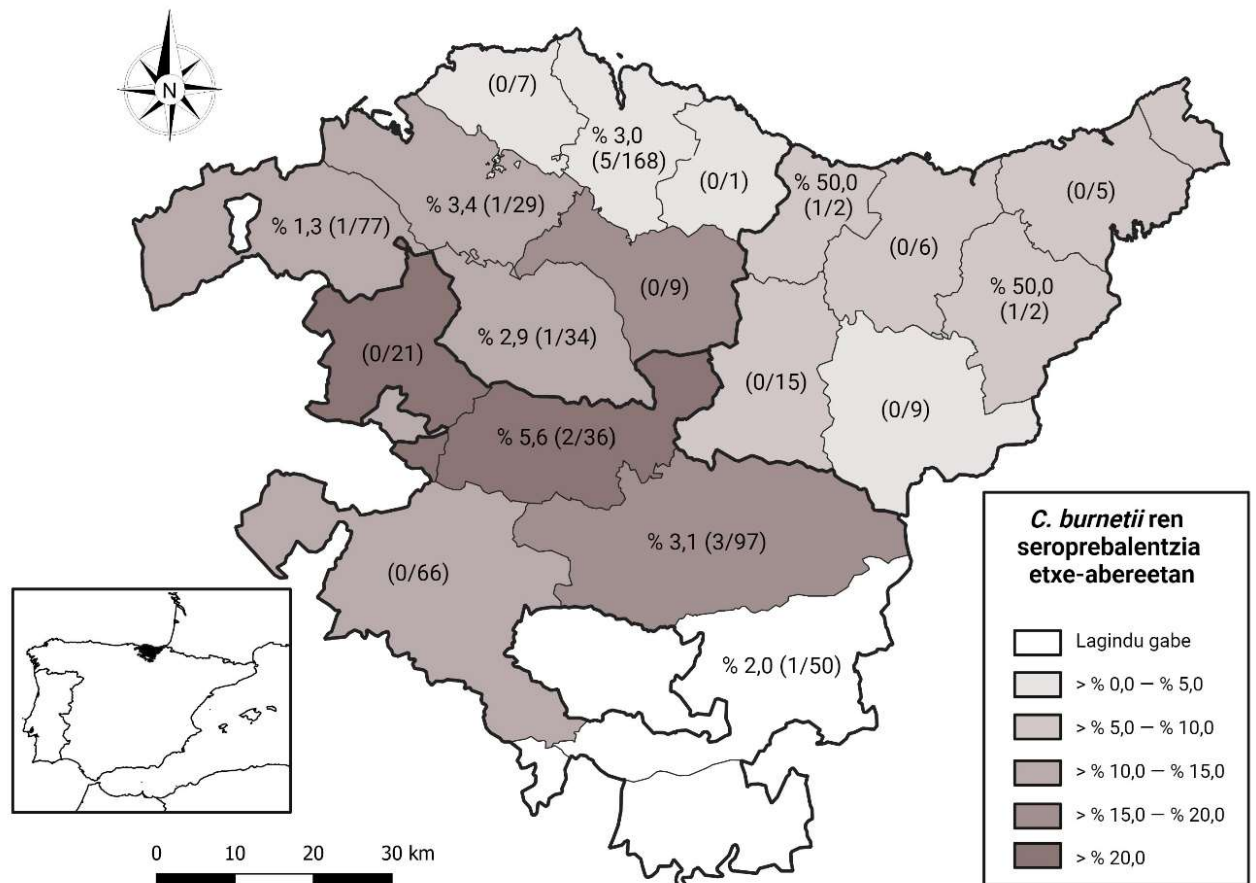 N
(0/7)
% 3,0
(5/168)
(0/1)
% 50,0
(1/2)
(0/5)
% 3,4 (1/29)
% 1,3 (1/77)
(0/6)
(0/9)
% 50,0
(1/2)
% 2,9 (1/34)
(0/21)
(0/15)
(0/9)
% 5,6 (2/36)
% 3,1 (3/97)
(0/66)
% 2,0 (1/50)
C. burnetii ren
seroprebalentzia
etxe-abereetan
Lagindu gabe
> % 0,0 — % 5,0
> % 5,0 — % 10,0
> % 10,0 — % 15,0
> % 15,0 — % 20,0
> % 20,0
0 10 20 30 km